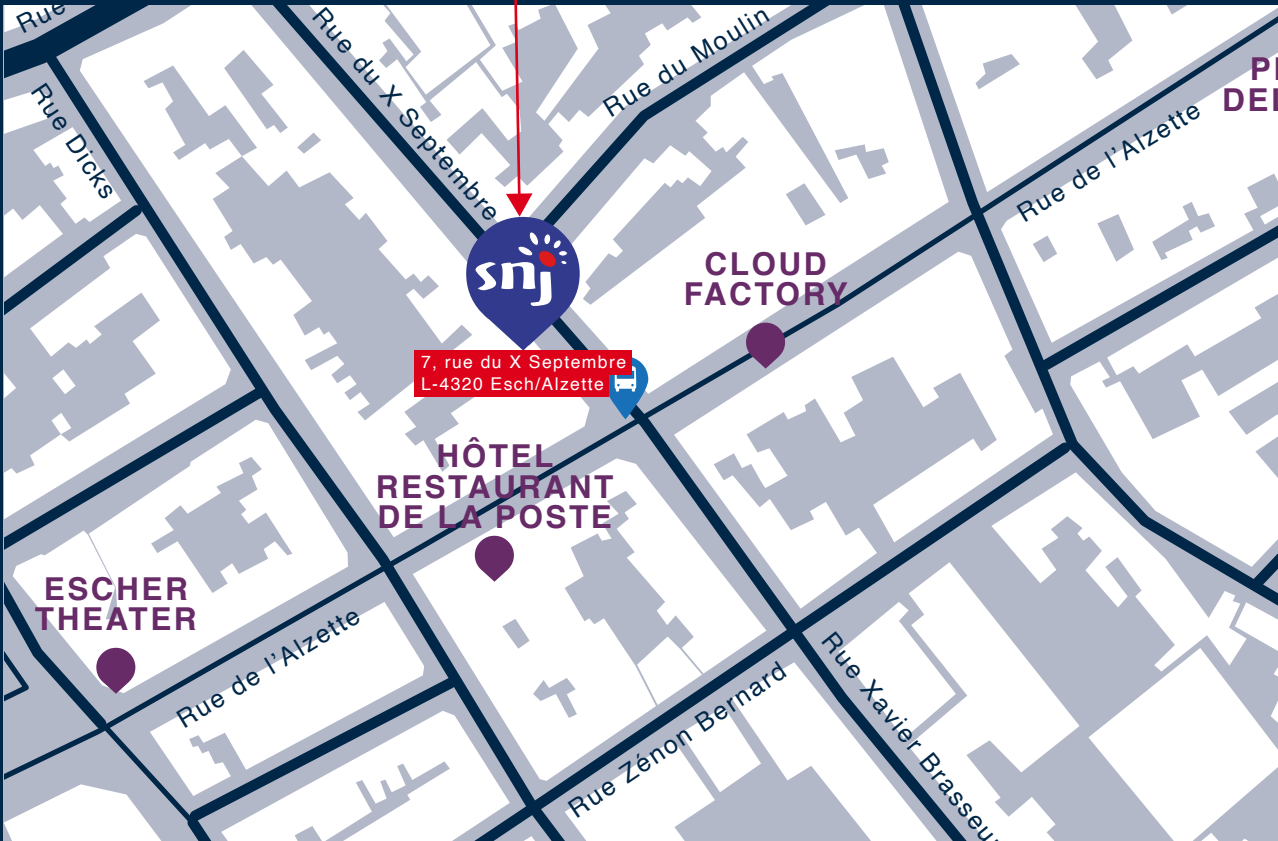 Rue
Rue du X Septembre
Rue du Moulin
Rue Dicks
Rue de l'Alzette
snj
CLOUD
FACTORY
7, rue du X Septembre
L-4320 Esch/Alzette
HÔTEL
RESTAURANT
DE LA POSTE
ESCHER
THEATER
Rue de l'Alzette
Rue Zénon Bernard
Rue Xavier Brasseur